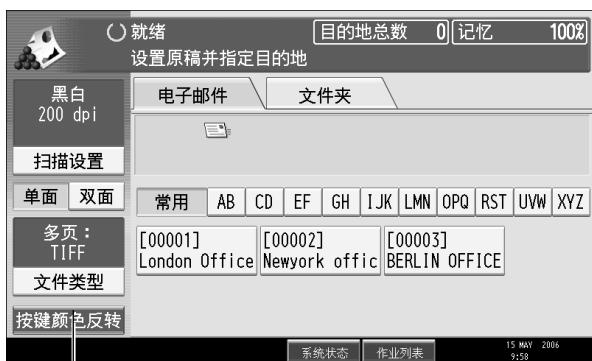 就绪
目的地总数 0 记忆 100%
设置原稿并指定目的地
黑白
200 dpi
扫描设置
单面 双面
多页：
TIFF
文件类型
按键颜色反转
电子邮件 文件夹
常用 AB CD EF GH IJK LMN OPQ RST UVW XYZ
[00001] [00002] [00003]
London Office Newyork offic BERLIN OFFICE
系统状态 作业列表
15 MAY 2006
9:58